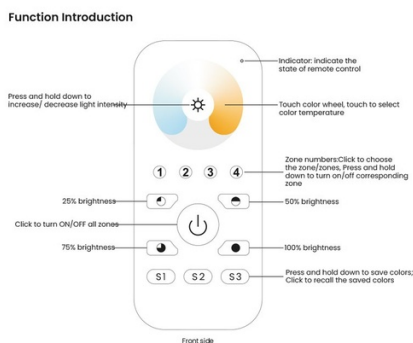 Function Introduction
Indicator: indicate the
state of remote control
Press and hold down to
increase/ decrease light intensity
Touch color wheel, touch to select
color temperature
1 2 3 4
Zone numbers:Click to choose
the zone/zones, Press and hold
down to turn on/off corresponding
zone
25% brightness
50% brightness
Click to turn ON/OFF all zones
75% brightness
100% brightness
S1 S2 S3
Press and hold down to save colors;
Click to recall the saved colors
Front side